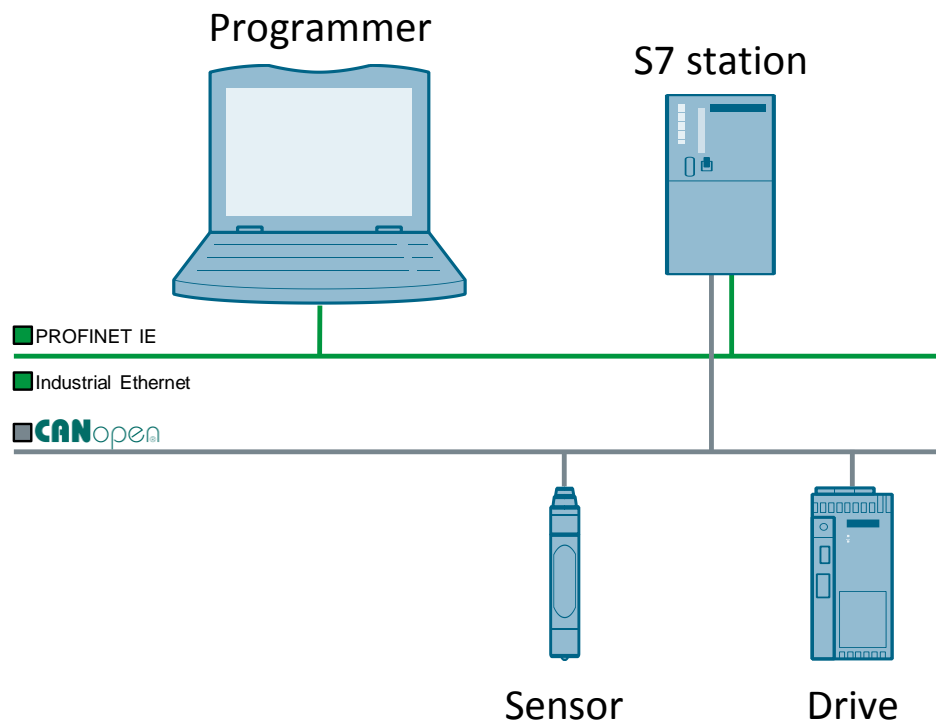 Programmer
S7 station
PROFINET IE
Industrial Ethernet
CANopen®
Sensor
Drive